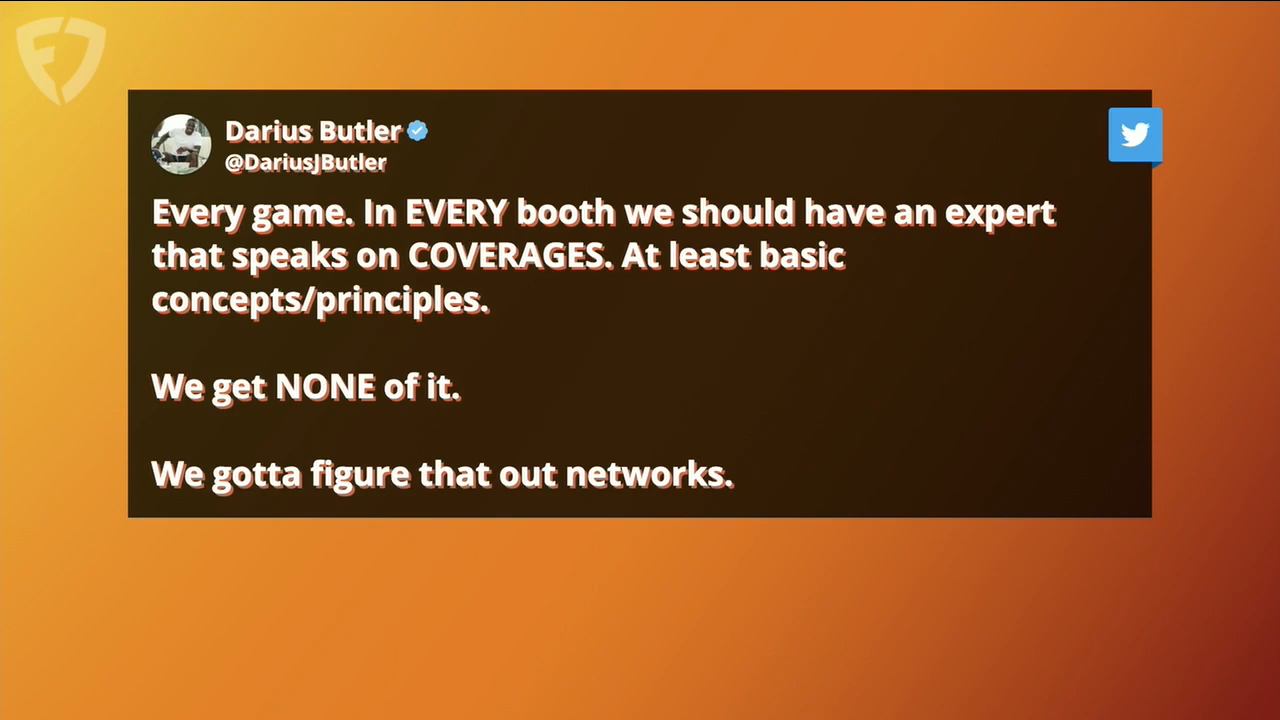 Darius Butler
@DariusJButler
Every game. In EVERY booth we should have an expert
that speaks on COVERAGES. At least basic
concepts/principles.
We get NONE of it.
We gotta figure that out networks.